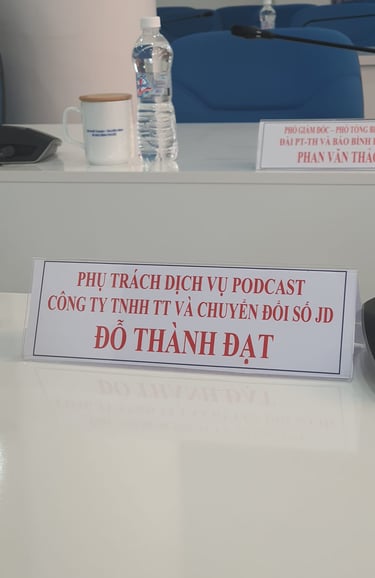 PHÓ GIÁM ĐỐC – PHÓ TỔNG
ĐÀI PT-TH VÀ BÁO BÌNH
PHAN VĂN
PHỤ TRÁCH DỊCH VỤ PODCAST
CÔNG TY TNHH TT VÀ CHUYỂN ĐỔI SỐ JD
ĐỖ THÀNH ĐẠT